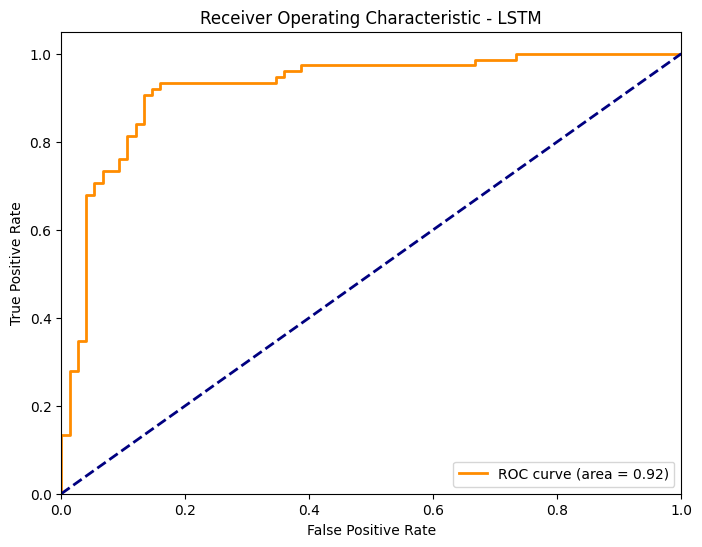 Receiver Operating Characteristic - LSTM
True Positive Rate
1.0
0.8
0.6
0.4
0.2
0.0
ROC curve (area = 0.92)
0.0 0.2 0.4 0.6 0.8 1.0
False Positive Rate